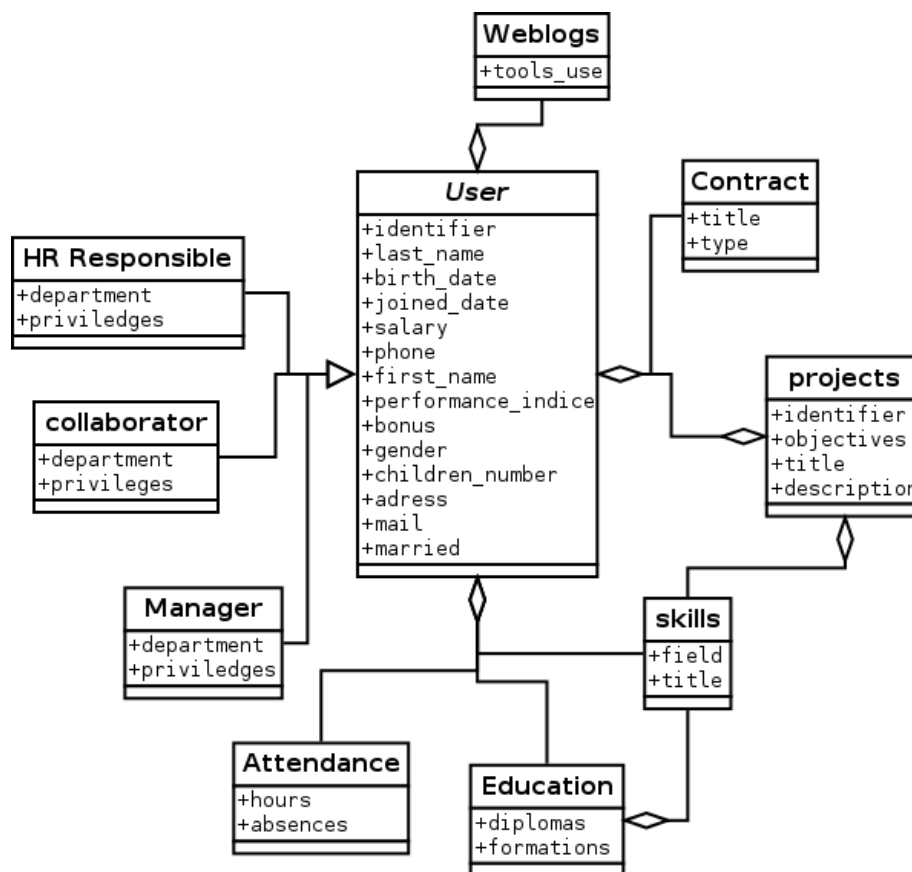 Weblogs
+tools_use
User
+identifier
+last_name
+birth_date
+joined_date
+salary
+phone
+first_name
+performance_indice
+bonus
+gender
+children_number
+adress
+mail
+married
Contract
+title
+type
HR Responsible
+department
+priviledges
collaborator
+department
+privileges
Manager
+department
+priviledges
projects
+identifier
+objectives
+title
+description
skills
+field
+title
Attendance
+hours
+absences
Education
+diplomas
+formations